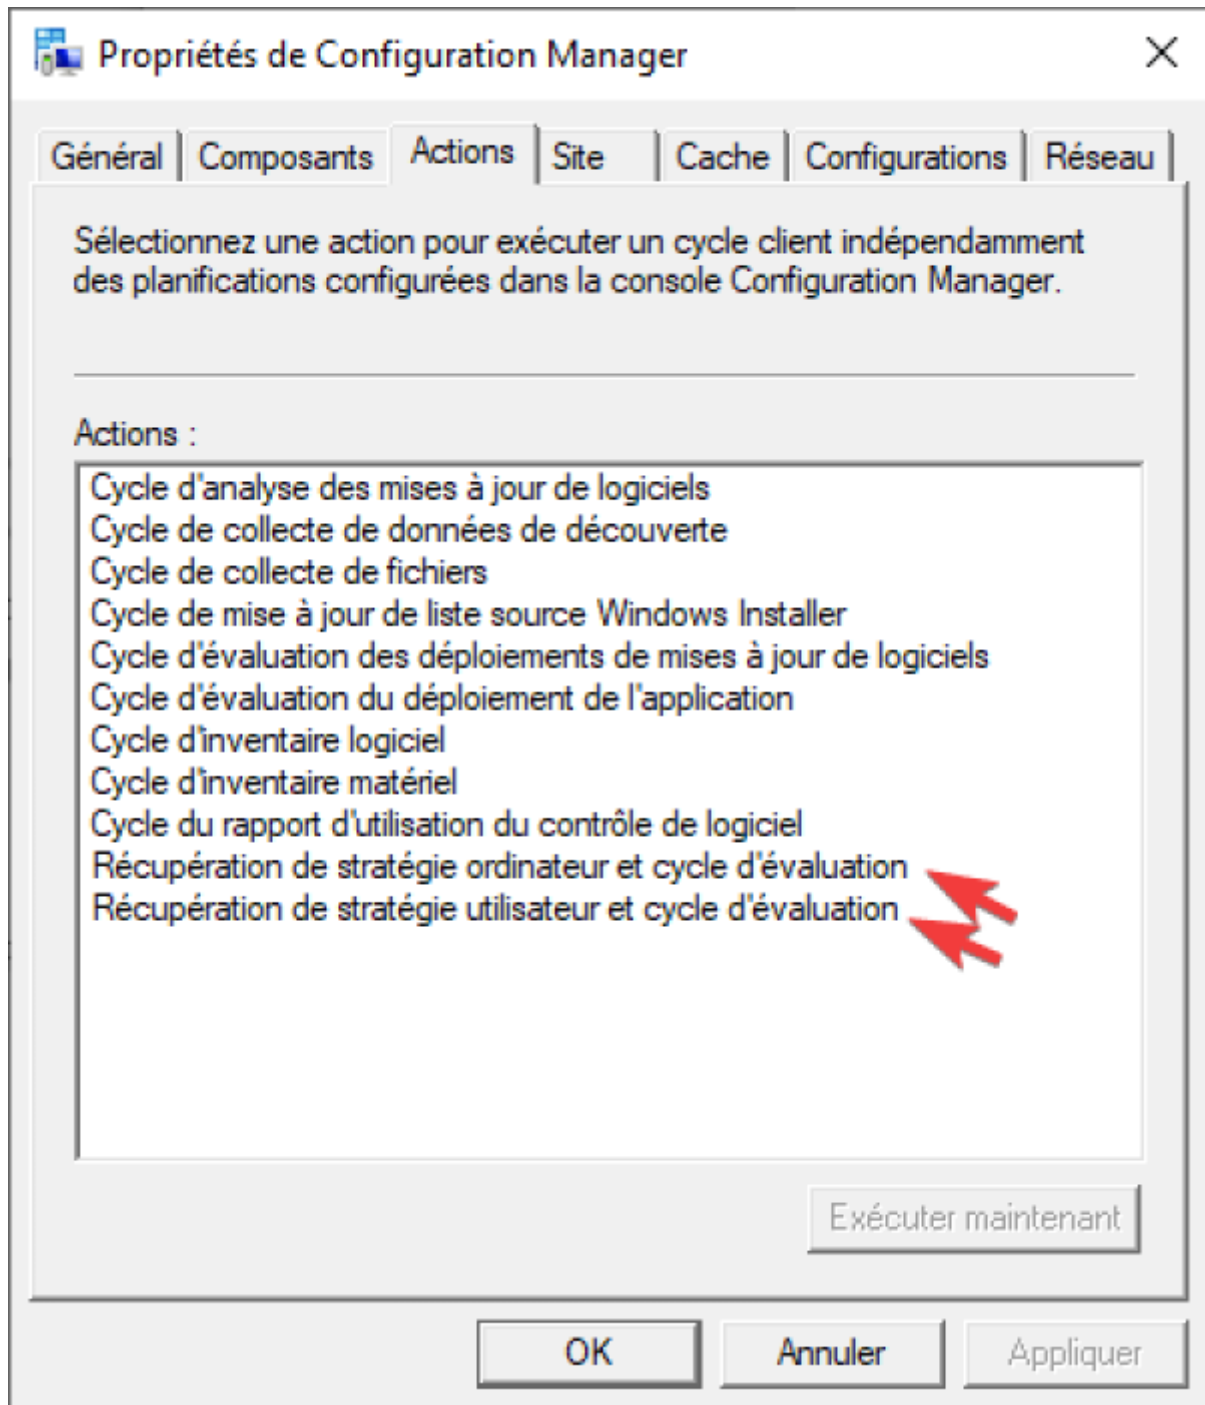 Propriétés de Configuration Manager
Général
Composants
Actions
Site
Cache
Configurations
Réseau
Sélectionnez une action pour exécuter un cycle client indépendamment
des planifications configurées dans la console Configuration Manager.
Actions :
Cycle d'analyse des mises à jour de logiciels
Cycle de collecte de données de découverte
Cycle de collecte de fichiers
Cycle de mise à jour de liste source Windows Installer
Cycle d'évaluation des déploiements de mises à jour de logiciels
Cycle d'évaluation du déploiement de l'application
Cycle d'inventaire logiciel
Cycle d'inventaire matériel
Cycle du rapport d'utilisation du contrôle de logiciel
Récupération de stratégie ordinateur et cycle d'évaluation
Récupération de stratégie utilisateur et cycle d'évaluation
Exécuter maintenant
OK
Annuler
Appliquer